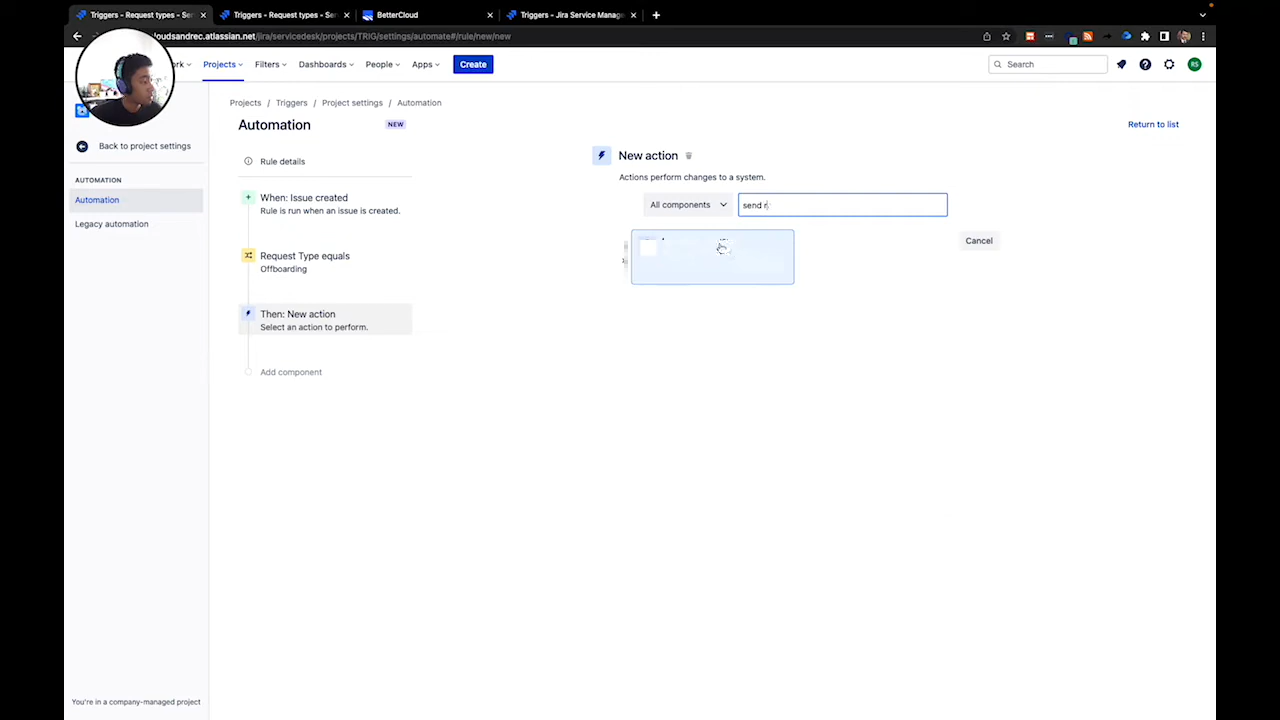 Triggers - Request types - Ser
Triggers - Request types - Ser
BetterCloud
Triggers - Jira Service Manage
oudsandrec.atlassian.net/jira/servicedesk/projects/TRIG/settings/automate#/rule/new/new
rk
Projects
Filters
Dashboards
People
Apps
Create
Search
RS
Projects / Triggers / Project settings / Automation
Automation
NEW
Return to list
Back to project settings
AUTOMATION
Automation
Legacy automation
Rule details
When: Issue created
Rule is run when an issue is created.
Request Type equals
Offboarding
Then: New action
Select an action to perform.
Add component
New action
Actions perform changes to a system.
All components
send r
Cancel
You're in a company-managed project